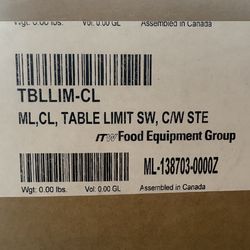 Wgt: 0.00 lbs. Vol: 0.00 GL Assembled in Canada
TBLLIM-CL
ML,CL, TABLE LIMIT SW, C/W STE
ITW Food Equipment Group
ML-138703-0000Z
Wgt: 0.00 lbs. Vol: 0.00 GL Assembled in Canada